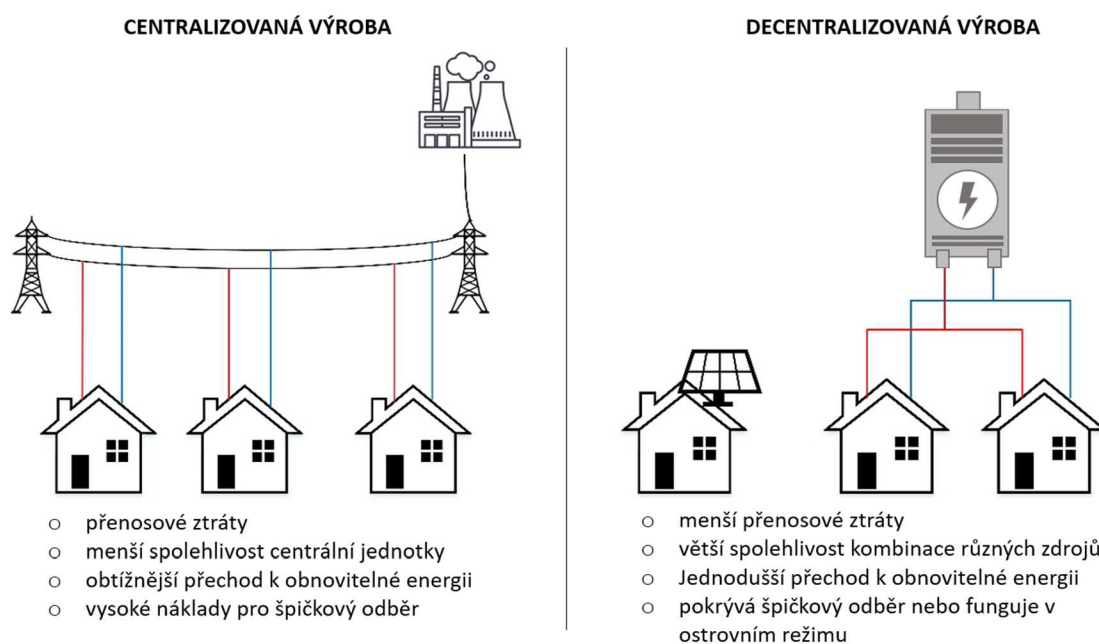 CENTRALIZOVANÁ VÝROBA
přenosové ztráty
menší spolehlivost centrální jednotky
obtížnější přechod k obnovitelné energii
vysoké náklady pro špičkový odběr
DECENTRALIZOVANÁ VÝROBA
menší přenosové ztráty
větší spolehlivost kombinace různých zdrojů
Jednodušší přechod k obnovitelné energii
pokrývá špičkový odběr nebo funguje v
ostrovním režimu